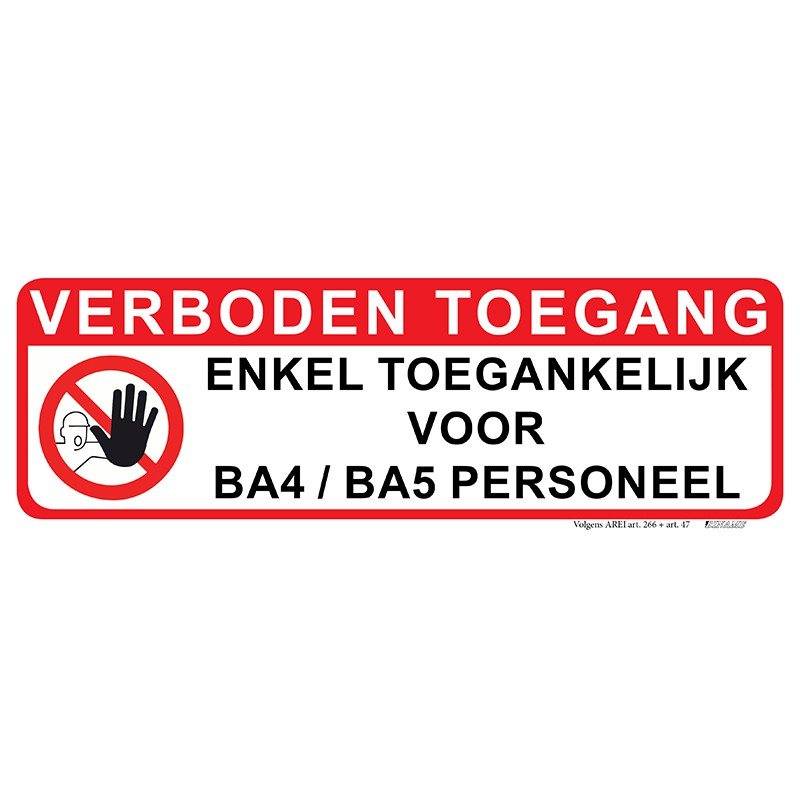 VERBODEN TOEGANG
ENKEL TOEGANKELIJK
VOOR
BA4 / BA5 PERSONEEL
Volgens AREI art. 266 + art. 47